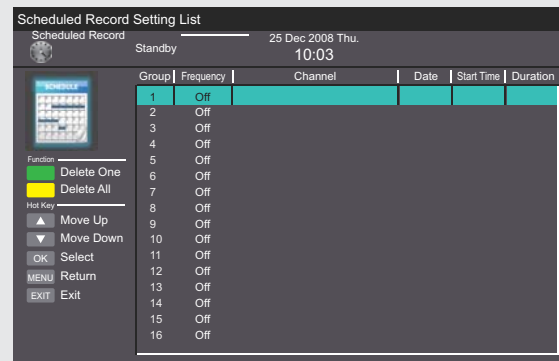 Scheduled Record Setting List
Scheduled Record
Standby
25 Dec 2008 Thu.
10:03
SCHEDULE
Group Frequency Channel Date Start Time Duration
1 Off
2 Off
3 Off
4 Off
5 Off
6 Off
7 Off
8 Off
9 Off
10 Off
11 Off
12 Off
13 Off
14 Off
15 Off
16 Off
Function
Delete One
Delete All
Hot Key
Move Up
Move Down
OK Select
MENU Return
EXIT Exit